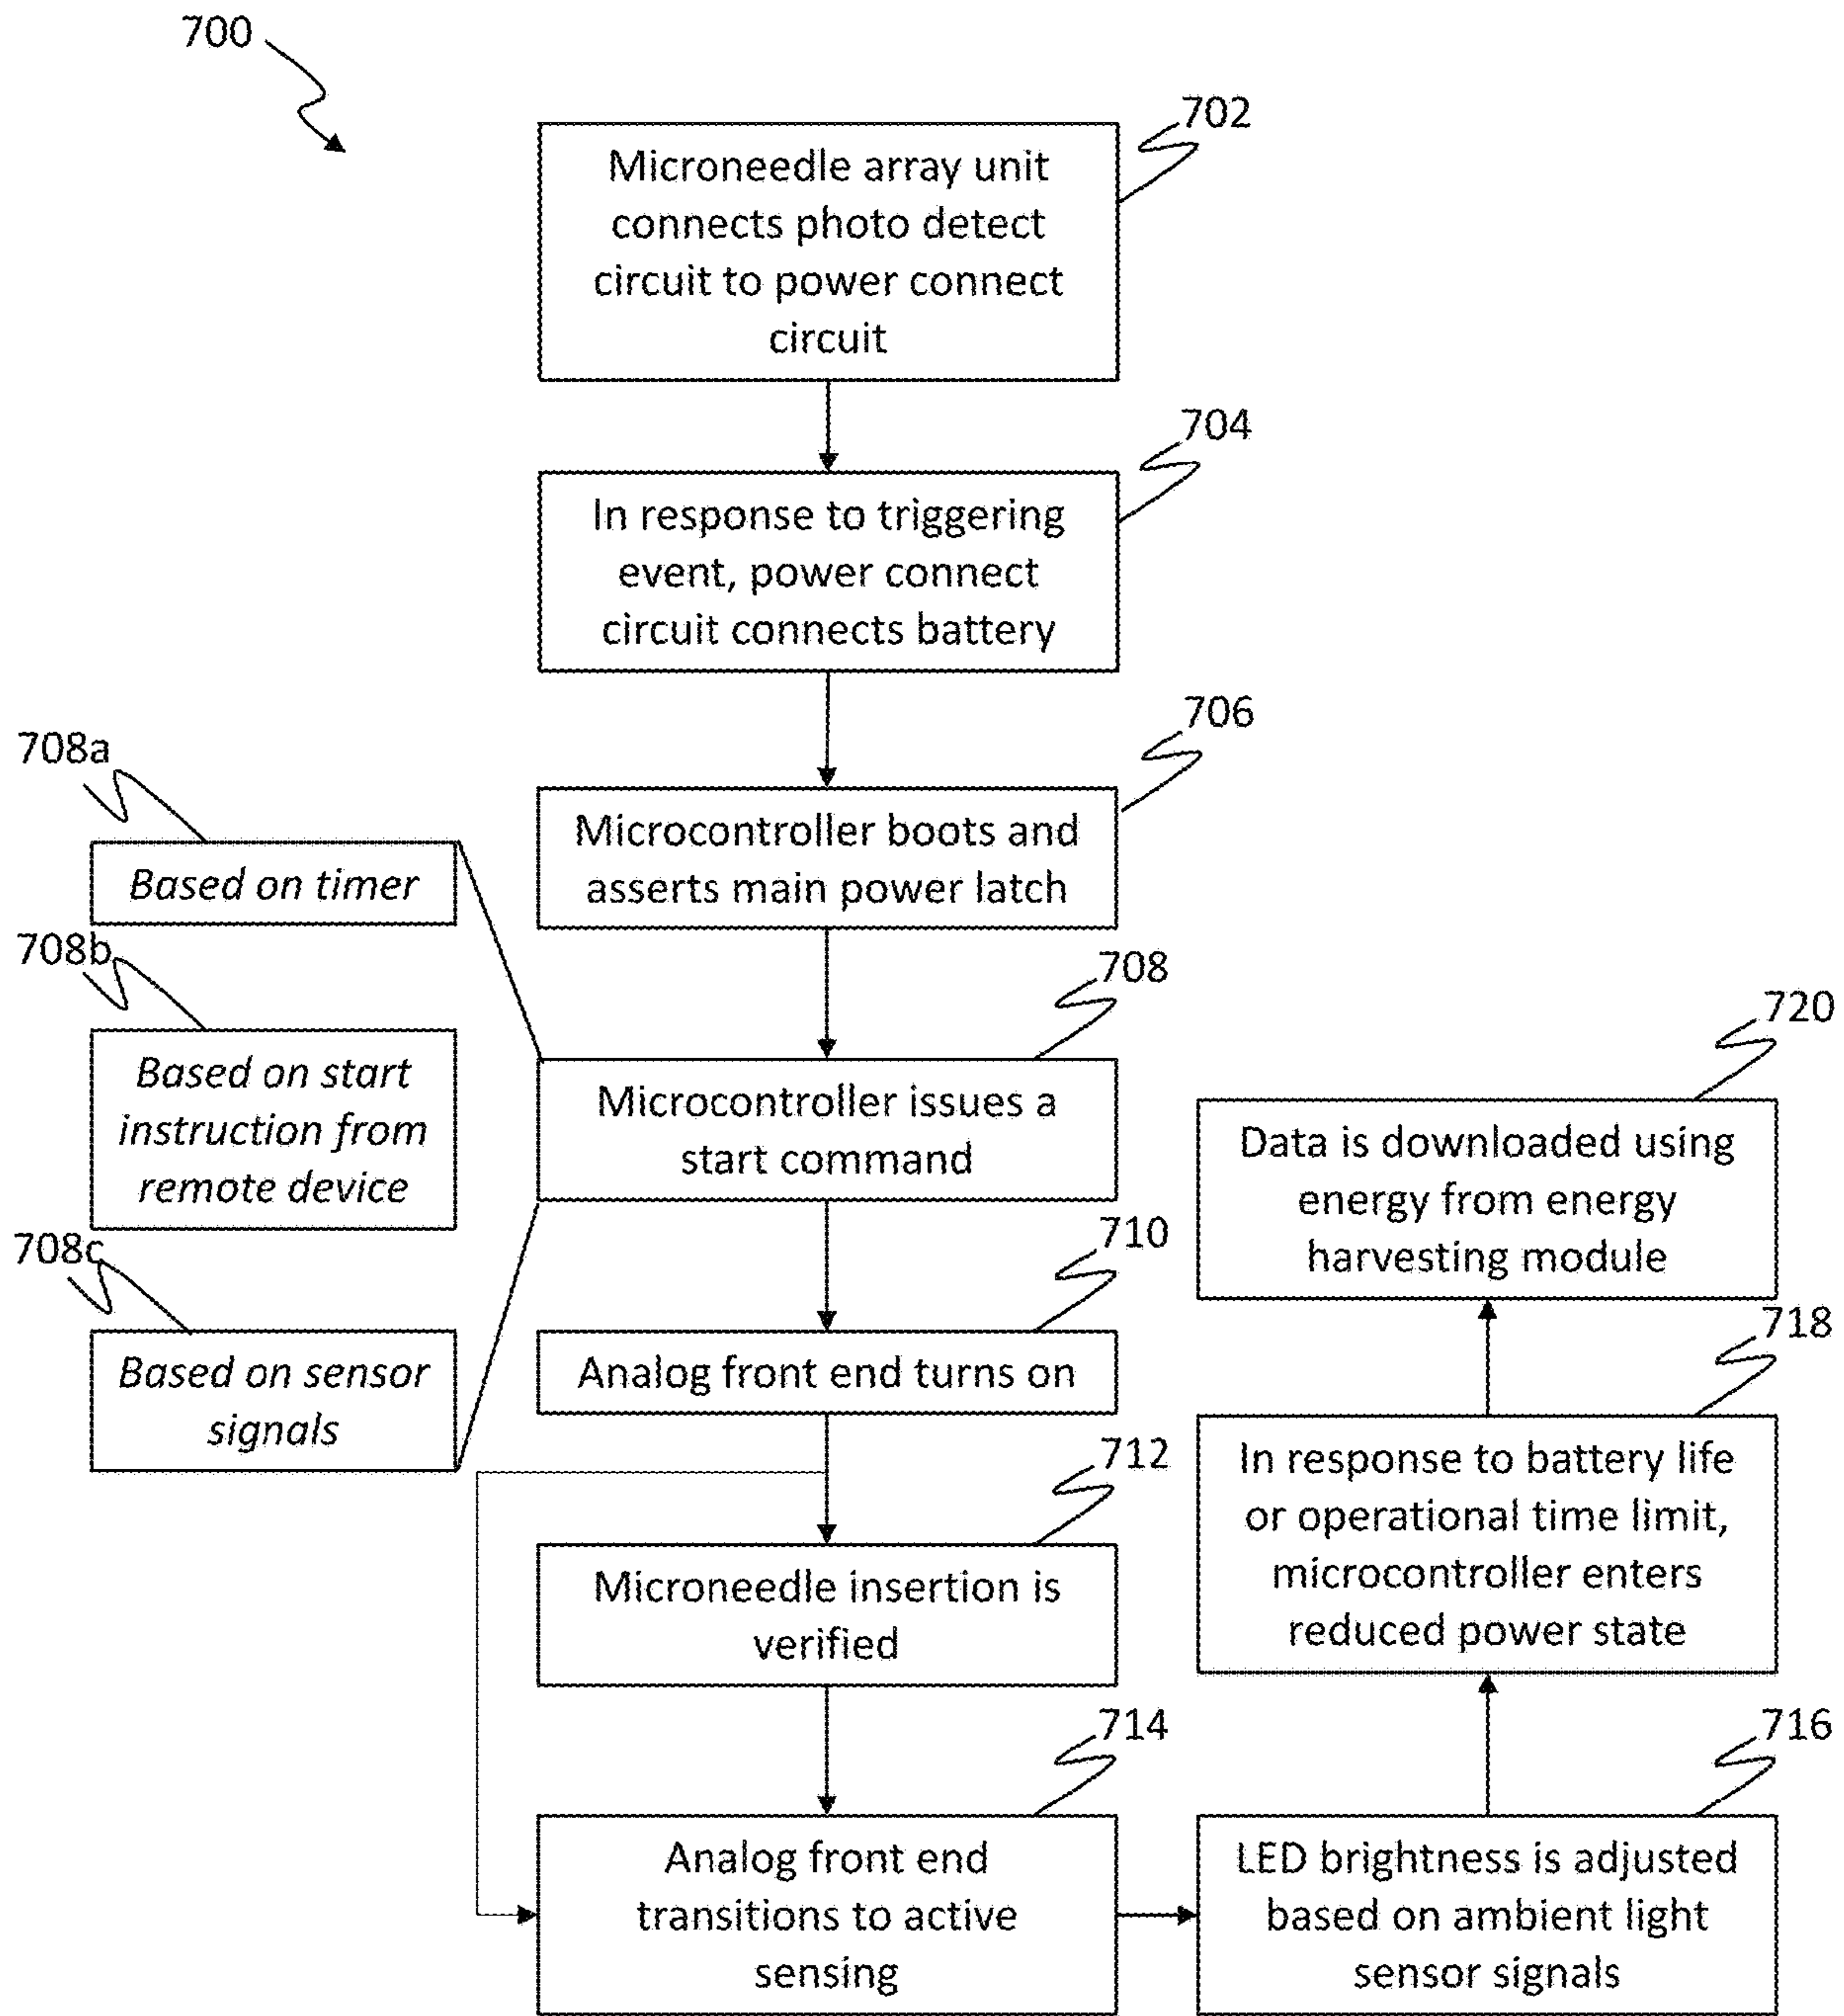 700
702
Microneedle array unit
connects photo detect
circuit to power connect
circuit
704
In response to triggering
event, power connect
circuit connects battery
706
Microcontroller boots and
asserts main power latch
708a
Based on timer
708b
Based on start
instruction from
remote device
708c
Based on sensor
signals
708
Microcontroller issues a
start command
710
Analog front end turns on
712
Microneedle insertion is
verified
714
Analog front end
transitions to active
sensing
716
LED brightness is adjusted
based on ambient light
sensor signals
718
In response to battery life
or operational time limit,
microcontroller enters
reduced power state
720
Data is downloaded using
energy from energy
harvesting module